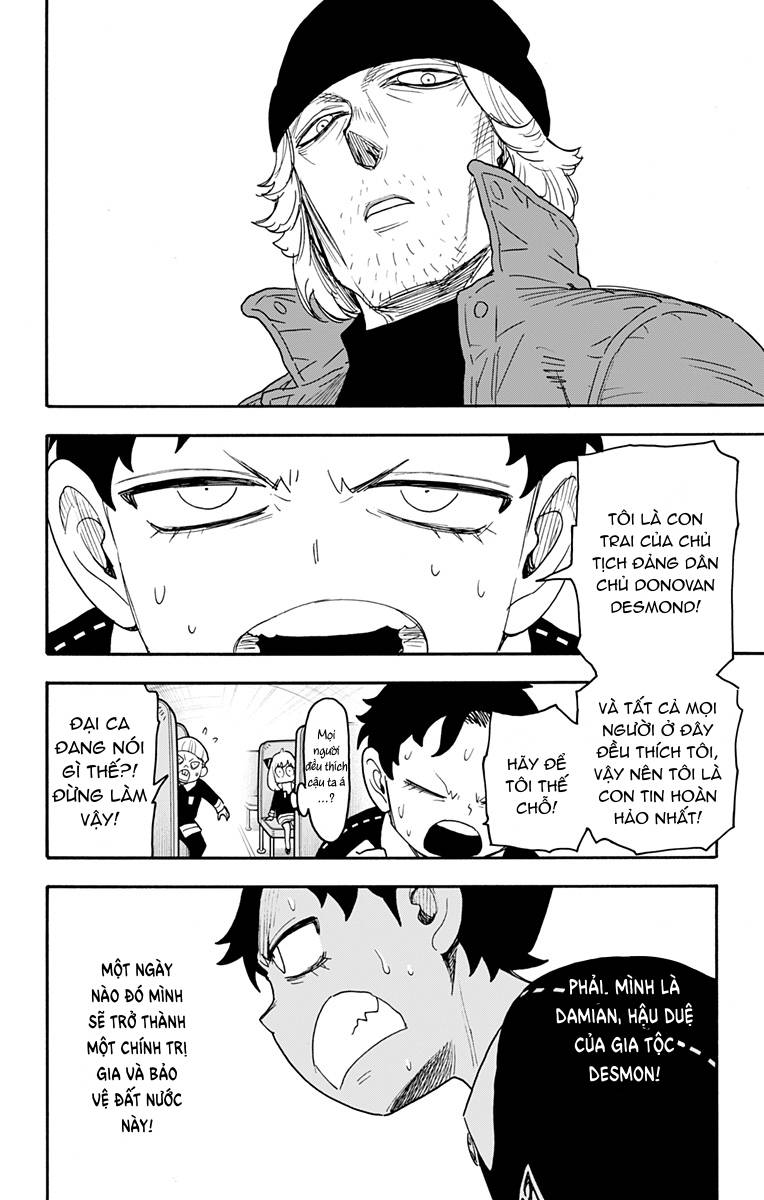 TÔI LÀ CON
TRAI CỦA CHỦ
TỊCH ĐẢNG DÂN
CHỦ DONOVAN
DESMOND!
VÀ TẤT CẢ MỌI
NGƯỜI Ở ĐÂY
ĐỀU THÍCH TÔI,
VẬY NÊN TÔI LÀ
CON TIN HOÀN
HẢO NHẤT!
HÃY ĐỂ
TÔI THẾ
CHỖ!
Mọi
người
đều thích
cậu ta á
...?
ĐẠI CA
ĐANG NÓI
GÌ THẾ?!
ĐỪNG LÀM
VẬY!
PHẢI. MÌNH LÀ
DAMIAN, HẬU DUỆ
CỦA GIA TỘC
DESMON!
MỘT NGÀY
NÀO ĐÓ MÌNH
SẼ TRỞ THÀNH
MỘT CHÍNH TRỊ
GIA VÀ BẢO
VỆ ĐẤT NƯỚC
NÀY!